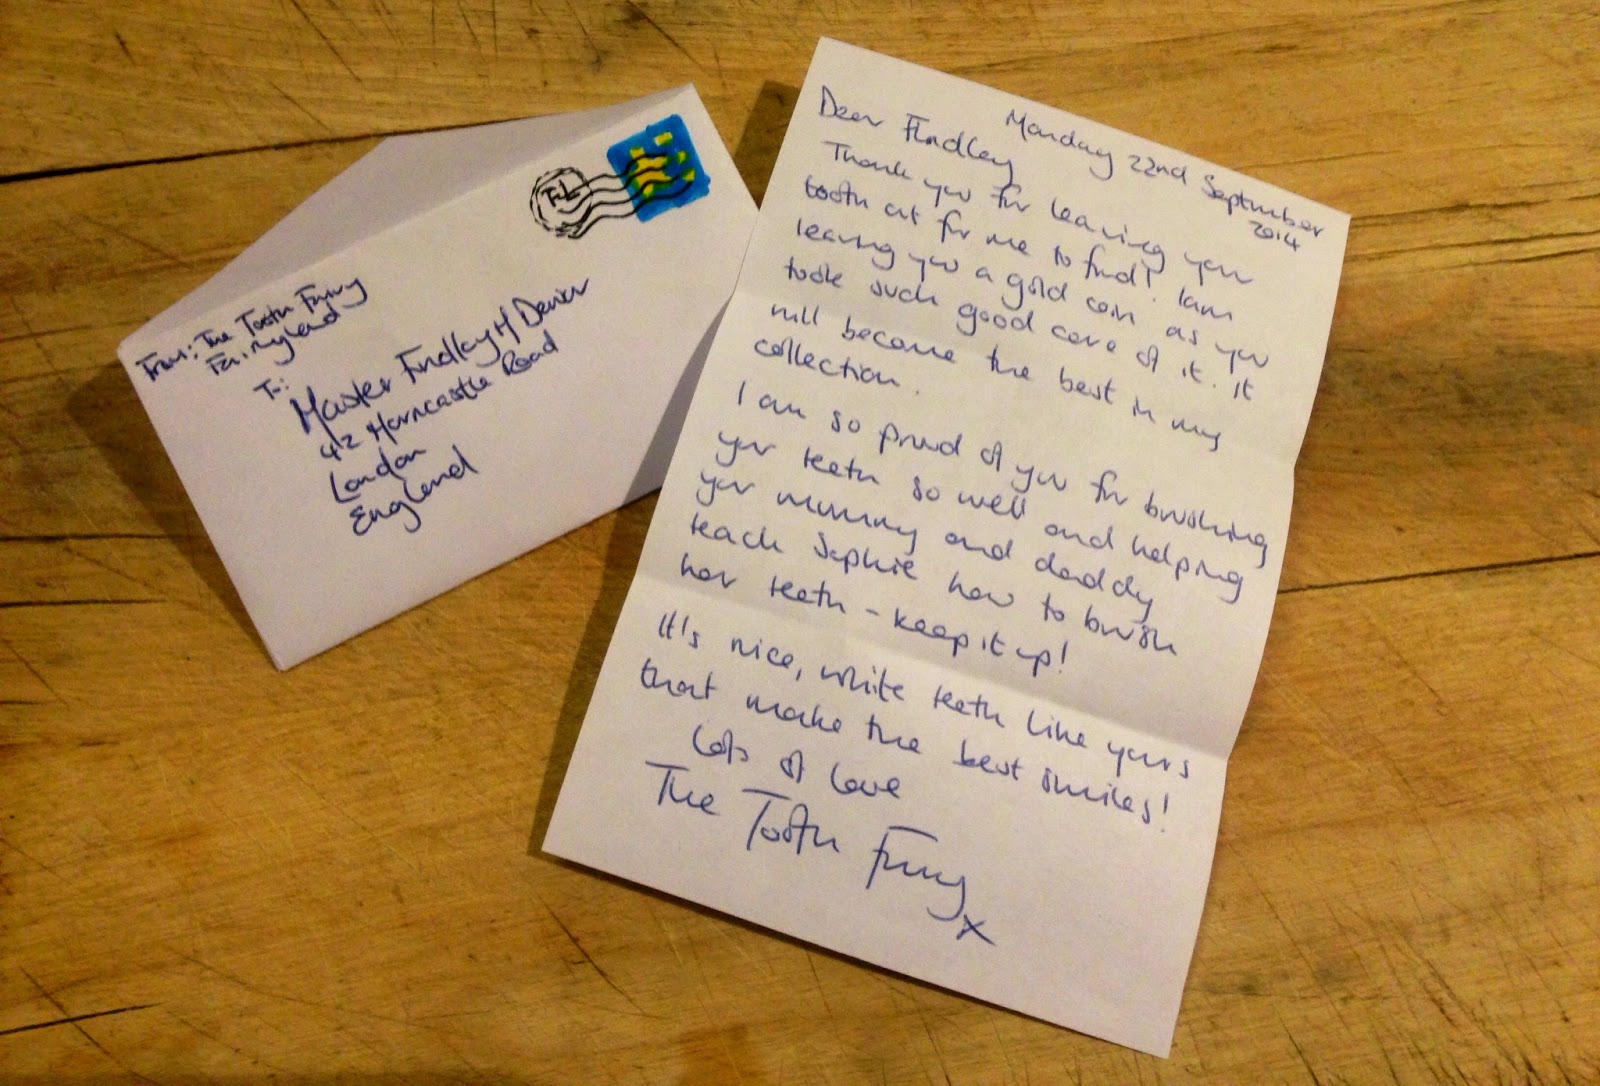 FL
From: The Tooth Fairy
Fairyland
To:
Master Findley H Denier
42 Horncastle Road
London
England
Monday 22nd September
2014
Dear Findley
Thank you for leaving your
tooth out for me to find! I am
leaving you a gold coin as you
took such good care of it. It
will become the best in my
collection.
I am so proud of you for brushing
your teeth so well and helping
your mummy and daddy
teach Sophie how to brush
her teeth - keep it up!
It's nice, white teeth like yours
that make the best smiles!
Lots of love
The Tooth Fairy
x